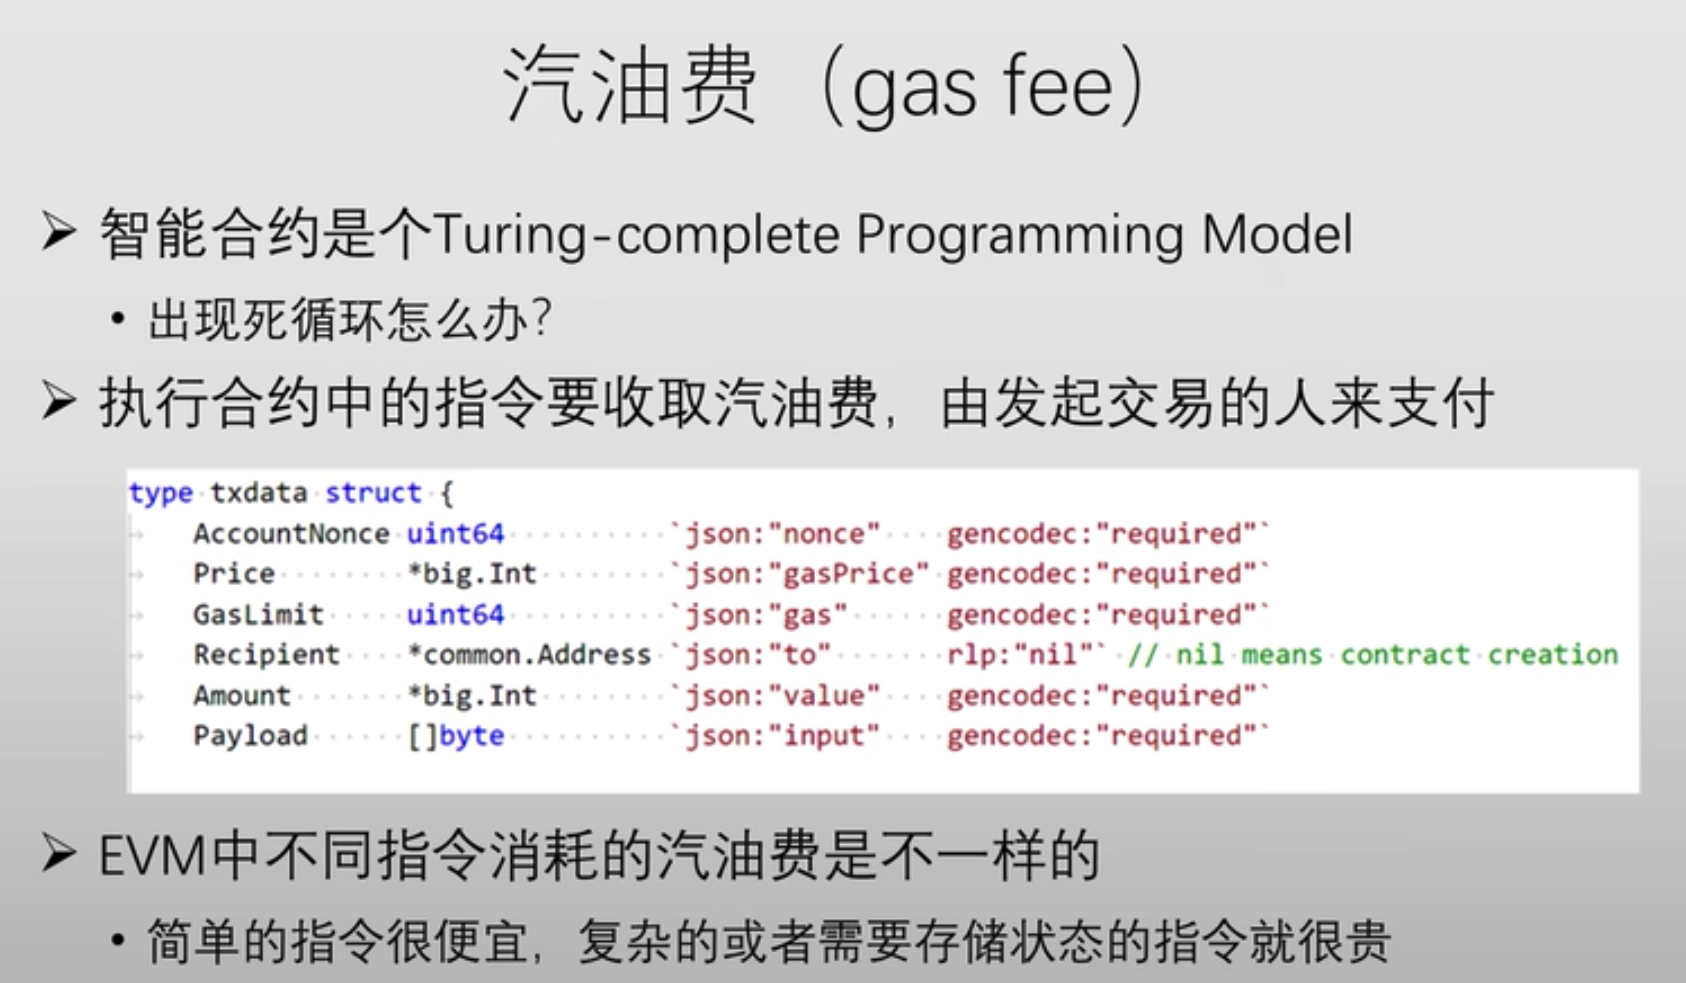 汽油费（gas fee）
➢ 智能合约是个Turing-complete Programming Model
• 出现死循环怎么办？
➢ 执行合约中的指令要收取汽油费，由发起交易的人来支付
type txdata struct {
AccountNonce uint64 `json:"nonce" gencodec:"required"`
Price *big.Int `json:"gasPrice" gencodec:"required"`
GasLimit uint64 `json:"gas" gencodec:"required"`
Recipient *common.Address `json:"to" rlp:"nil"` // nil means contract creation
Amount *big.Int `json:"value" gencodec:"required"`
Payload []byte `json:"input" gencodec:"required"`
➢ EVM中不同指令消耗的汽油费是不一样的
• 简单的指令很便宜，复杂的或者需要存储状态的指令就很贵